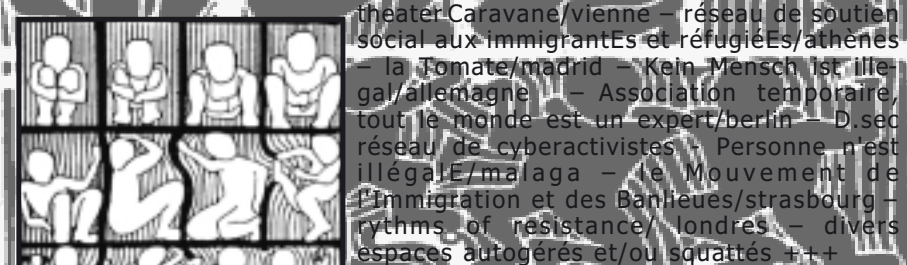 theater Caravane/vienne – réseau de soutien
social aux immigrantEs et réfugiéEs/athènes
– la Tomate/madrid – Kein Mensch ist ille-
gal/allemagne – Association temporaire,
tout le monde est un expert/berlin – D.sec
réseau de cyberactivistes - Personne n'est
illégalE/malaga – le Mouvement de
l'Immigration et des Banlieues/strasbourg –
rythms of resistance/ londres – divers
espaces autogérés et/ou squattés +++